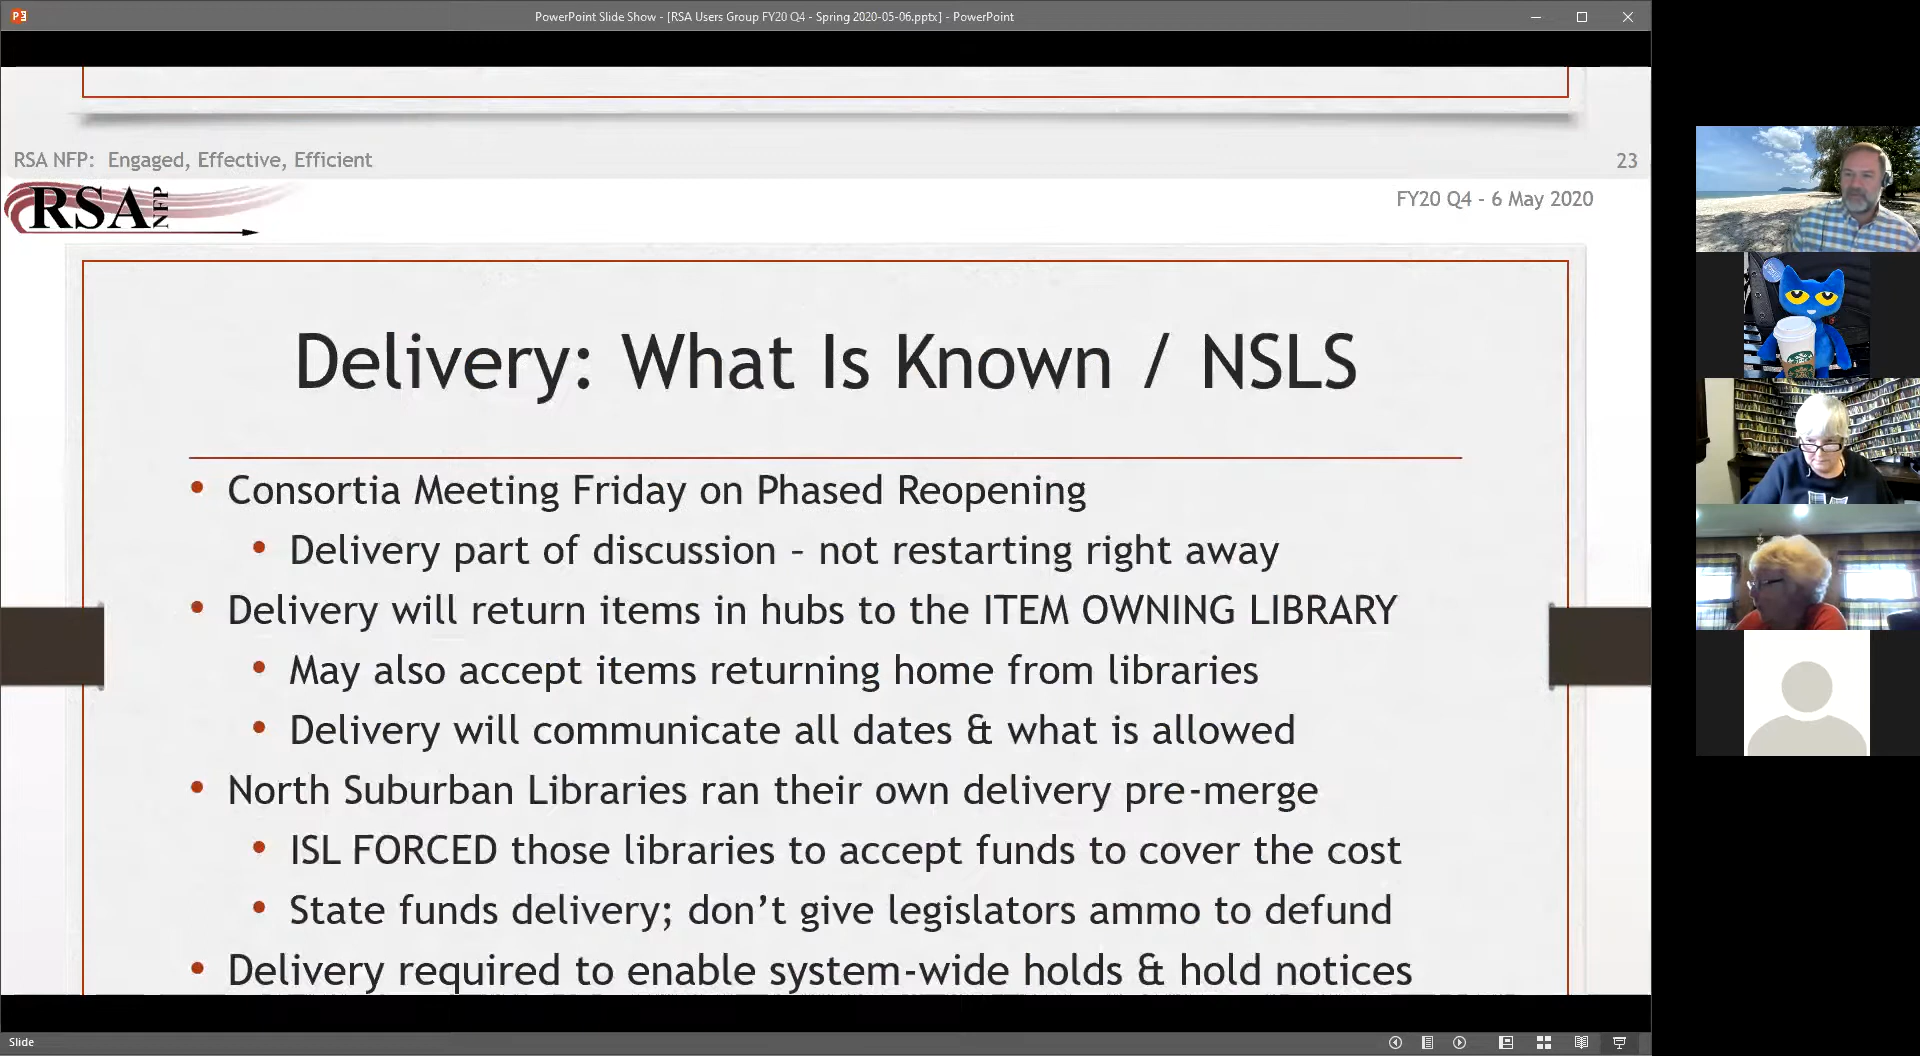 PowerPoint Slide Show - [RSA Users Group FY20 Q4 - Spring 2020-05-06.pptx] - PowerPoint
RSA NFP: Engaged, Effective, Efficient
23
RSA NFP
FY20 Q4 - 6 May 2020
Delivery: What Is Known / NSLS
• Consortia Meeting Friday on Phased Reopening
• Delivery part of discussion – not restarting right away
• Delivery will return items in hubs to the ITEM OWNING LIBRARY
• May also accept items returning home from libraries
• Delivery will communicate all dates & what is allowed
• North Suburban Libraries ran their own delivery pre-merge
• ISL FORCED those libraries to accept funds to cover the cost
• State funds delivery; don’t give legislators ammo to defund
• Delivery required to enable system-wide holds & hold notices
Slide